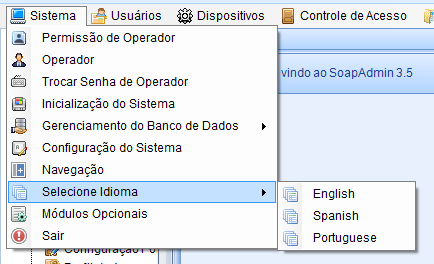 Sistema Usuários Dispositivos Controle de Acesso
Permissão de Operador
Operador
Trocar Senha de Operador
Inicialização do Sistema
Gerenciamento do Banco de Dados
Configuração do Sistema
Navegação
Selecione Idioma
Módulos Opcionais
Sair
vindo ao SoapAdmin 3.5
English
Spanish
Portuguese